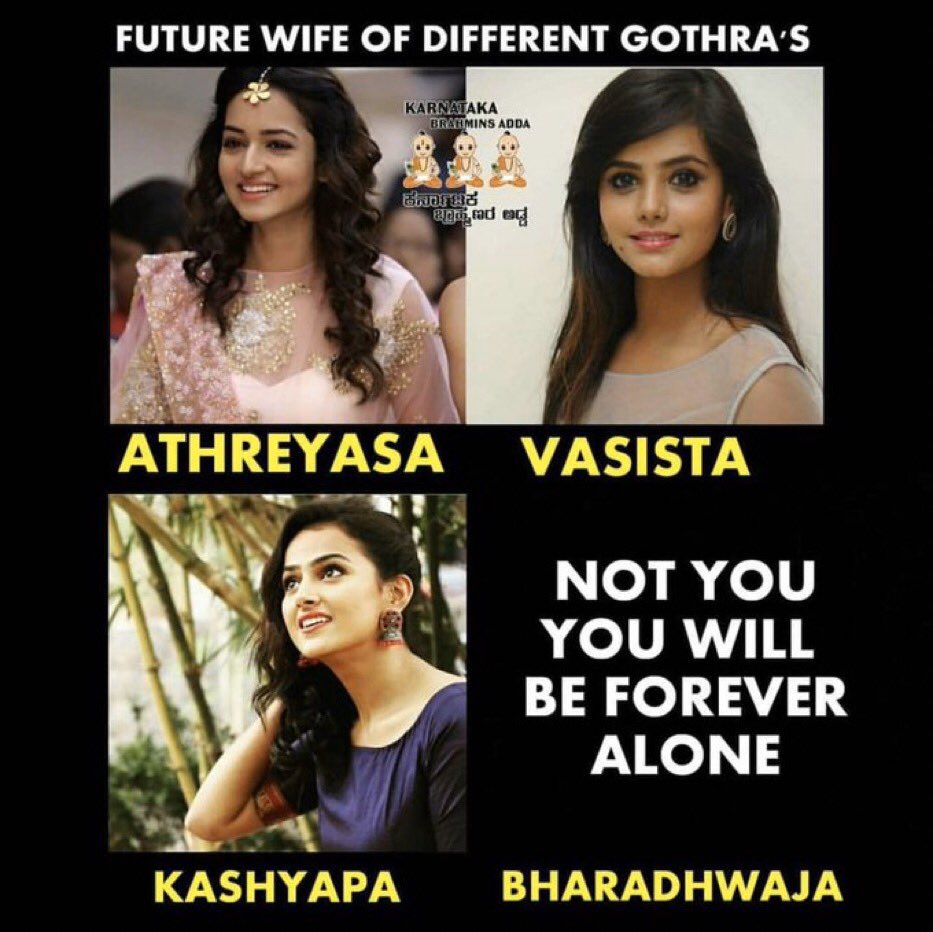 FUTURE WIFE OF DIFFERENT GOTHRA'S
KARNATAKA
BRAHMINS ADDA
ಕರ್ನಾಟಕ
ಬ್ರಾಹ್ಮಣರ ಅಡ್ಡ
ATHREYASA
VASISTA
NOT YOU
YOU WILL
BE FOREVER
ALONE
KASHYAPA
BHARADHWAJA